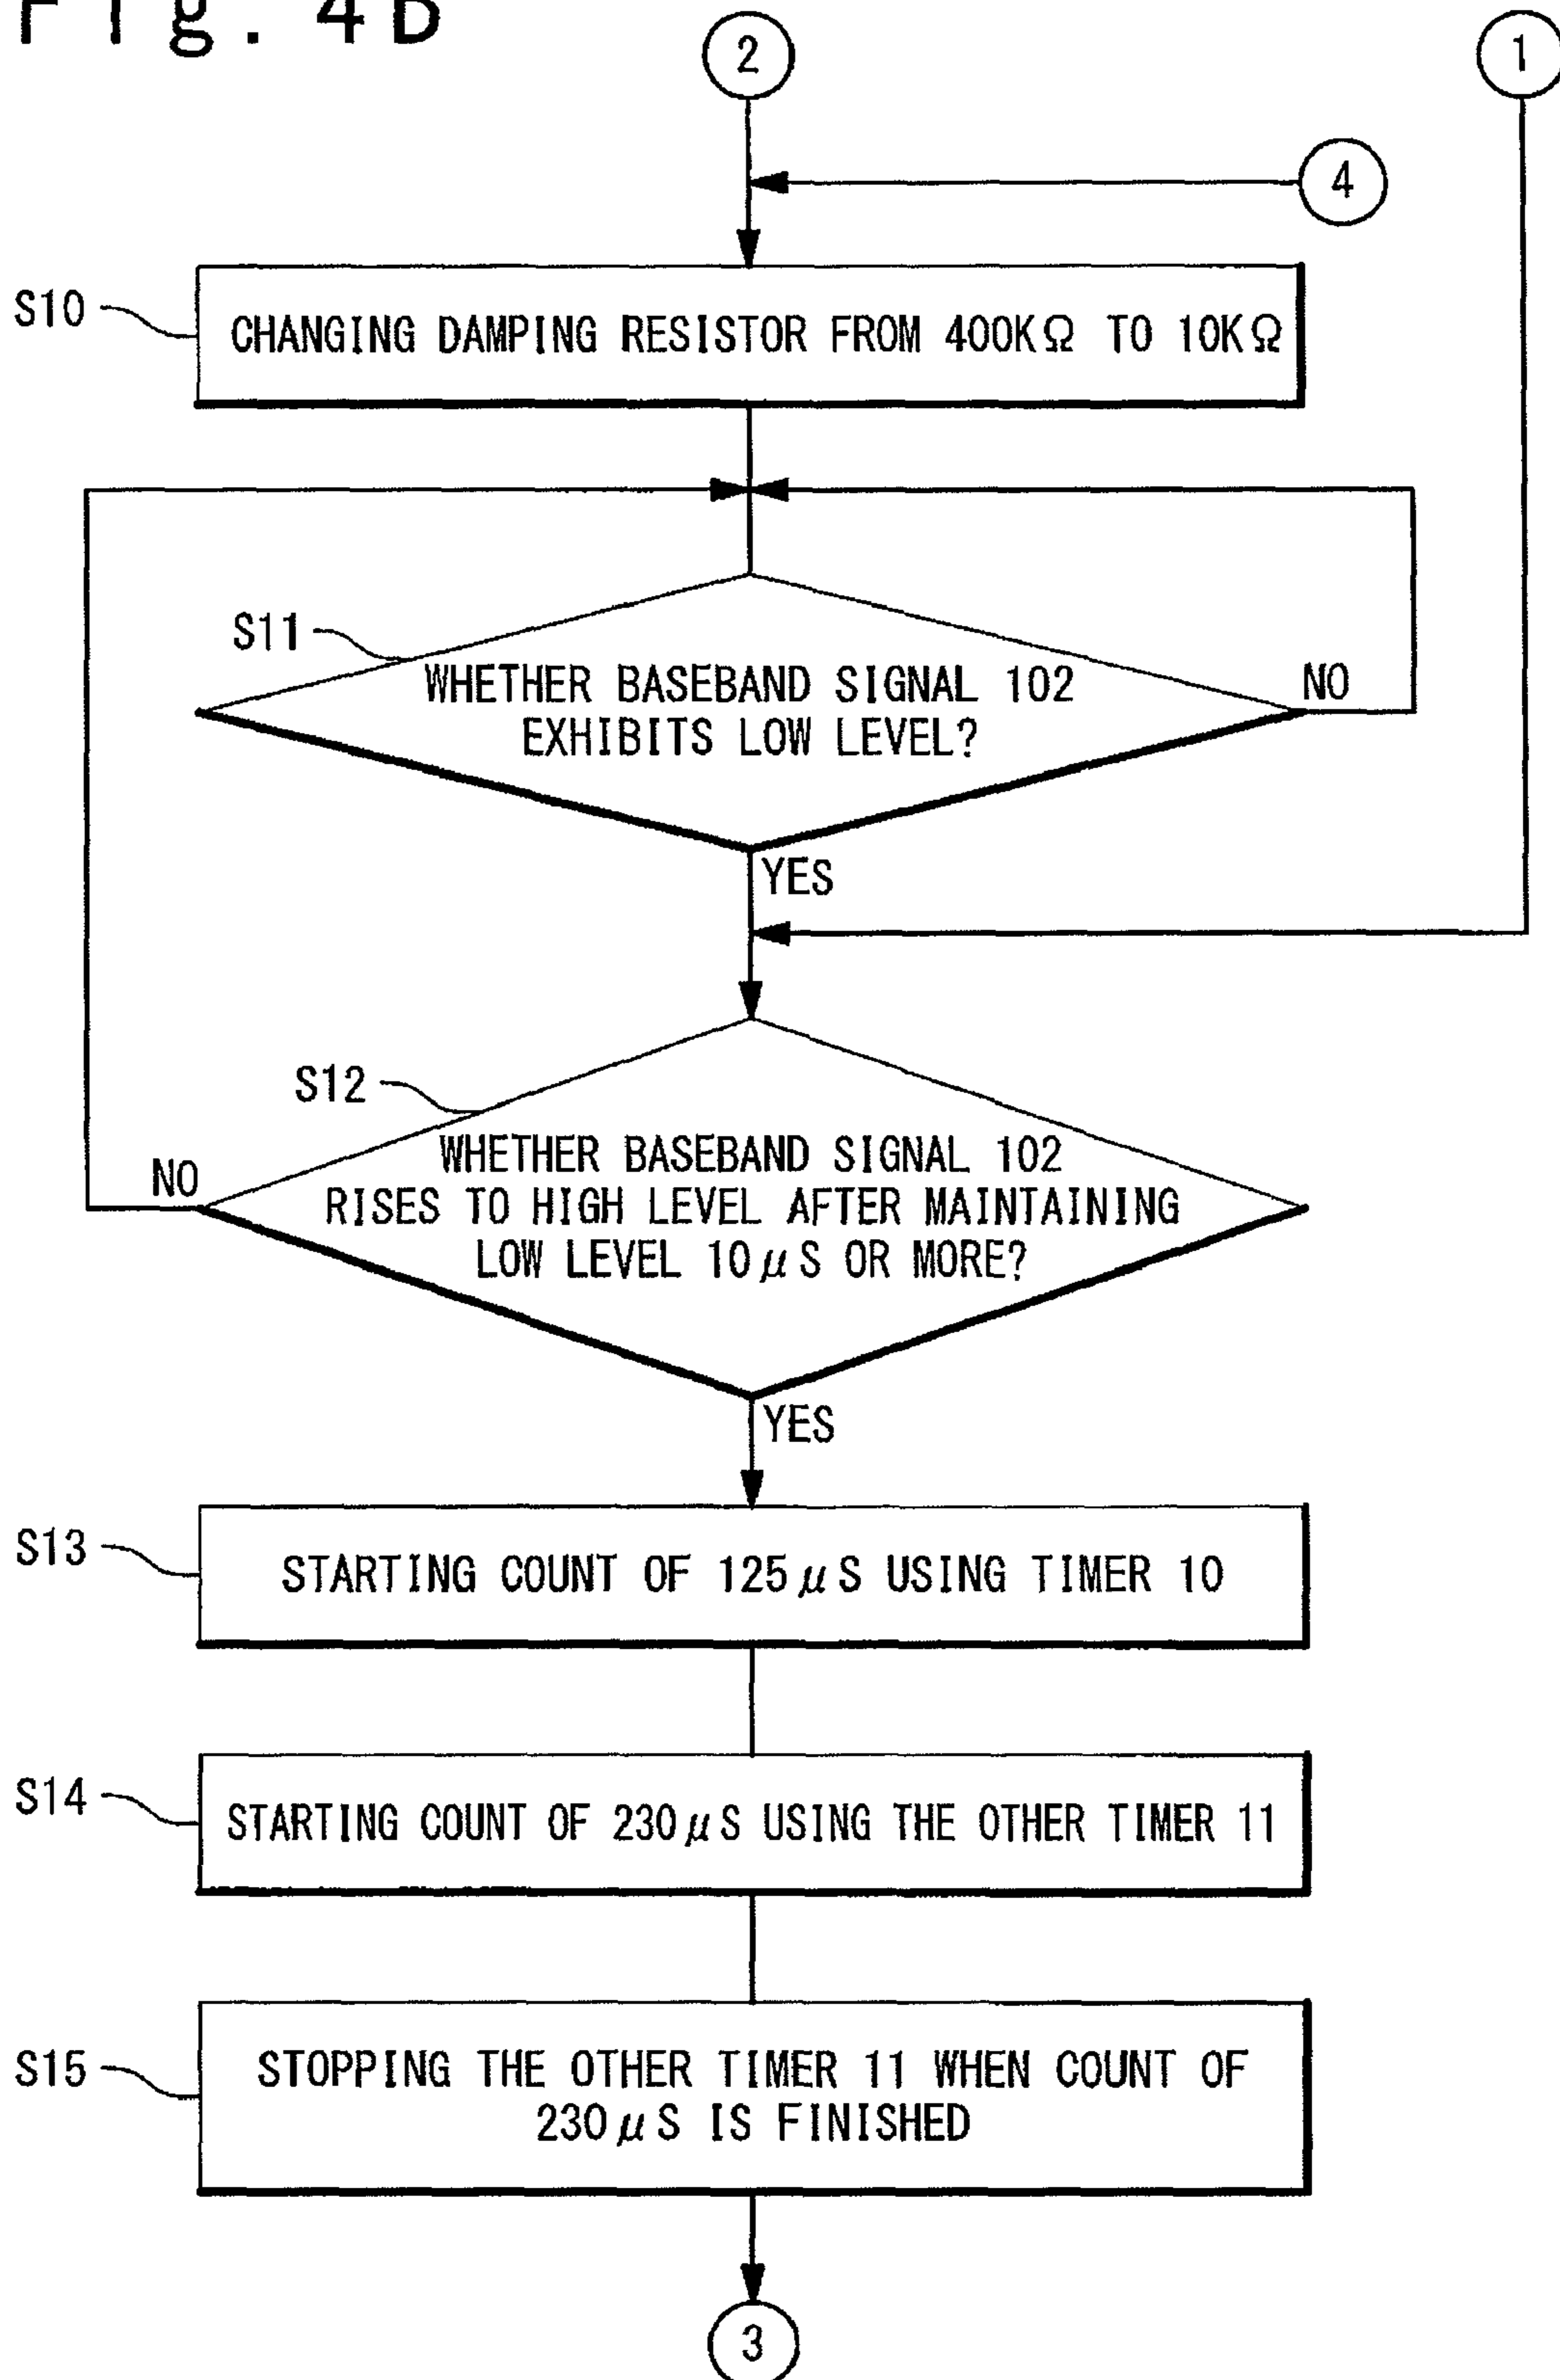 Fig. 4B
2
1
4
S10
CHANGING DAMPING RESISTOR FROM 400KΩ TO 10KΩ
S11
WHETHER BASEBAND SIGNAL 102
EXHIBITS LOW LEVEL?
NO
YES
S12
WHETHER BASEBAND SIGNAL 102
RISES TO HIGH LEVEL AFTER MAINTAINING
LOW LEVEL 10μS OR MORE?
NO
YES
S13
STARTING COUNT OF 125μS USING TIMER 10
S14
STARTING COUNT OF 230μS USING THE OTHER TIMER 11
S15
STOPPING THE OTHER TIMER 11 WHEN COUNT OF
230μS IS FINISHED
3